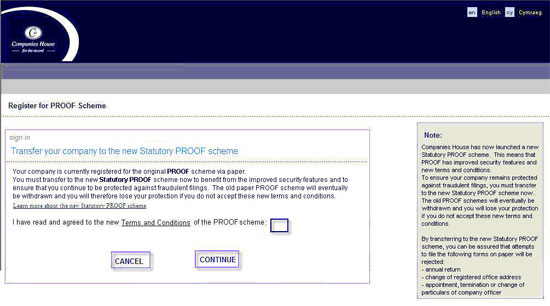 en English cy Cymraeg
Companies House
for the record
Register for PROOF Scheme
sign in
Transfer your company to the new Statutory PROOF scheme
Your company is currently registered for the original PROOF scheme via paper.
You must transfer to the new Statutory PROOF scheme now to benefit from the improved security features and to
ensure that you continue to be protected against fraudulent filings. The old paper PROOF scheme will eventually
be withdrawn and you will therefore lose your protection if you do not accept these new terms and conditions.
Learn more about the new Statutory PROOF scheme
I have read and agreed to the new Terms and Conditions of the PROOF scheme:
CANCEL
CONTINUE
Note:
Companies House has now launched a new
Statutory PROOF scheme. This means that
PROOF has improved security features and
new terms and conditions.
To ensure your company remains protected
against fraudulent filings, you must transfer
to the new Statutory PROOF scheme now.
The old PROOF schemes will eventually be
withdrawn and you will lose your protection
if you do not accept these new terms and
conditions.
By transferring to the new Statutory PROOF
scheme, you can be assured that attempts
to file the following forms on paper will be
rejected:
- annual return
- change of registered office address
- appointment, termination or change of
particulars of company officer